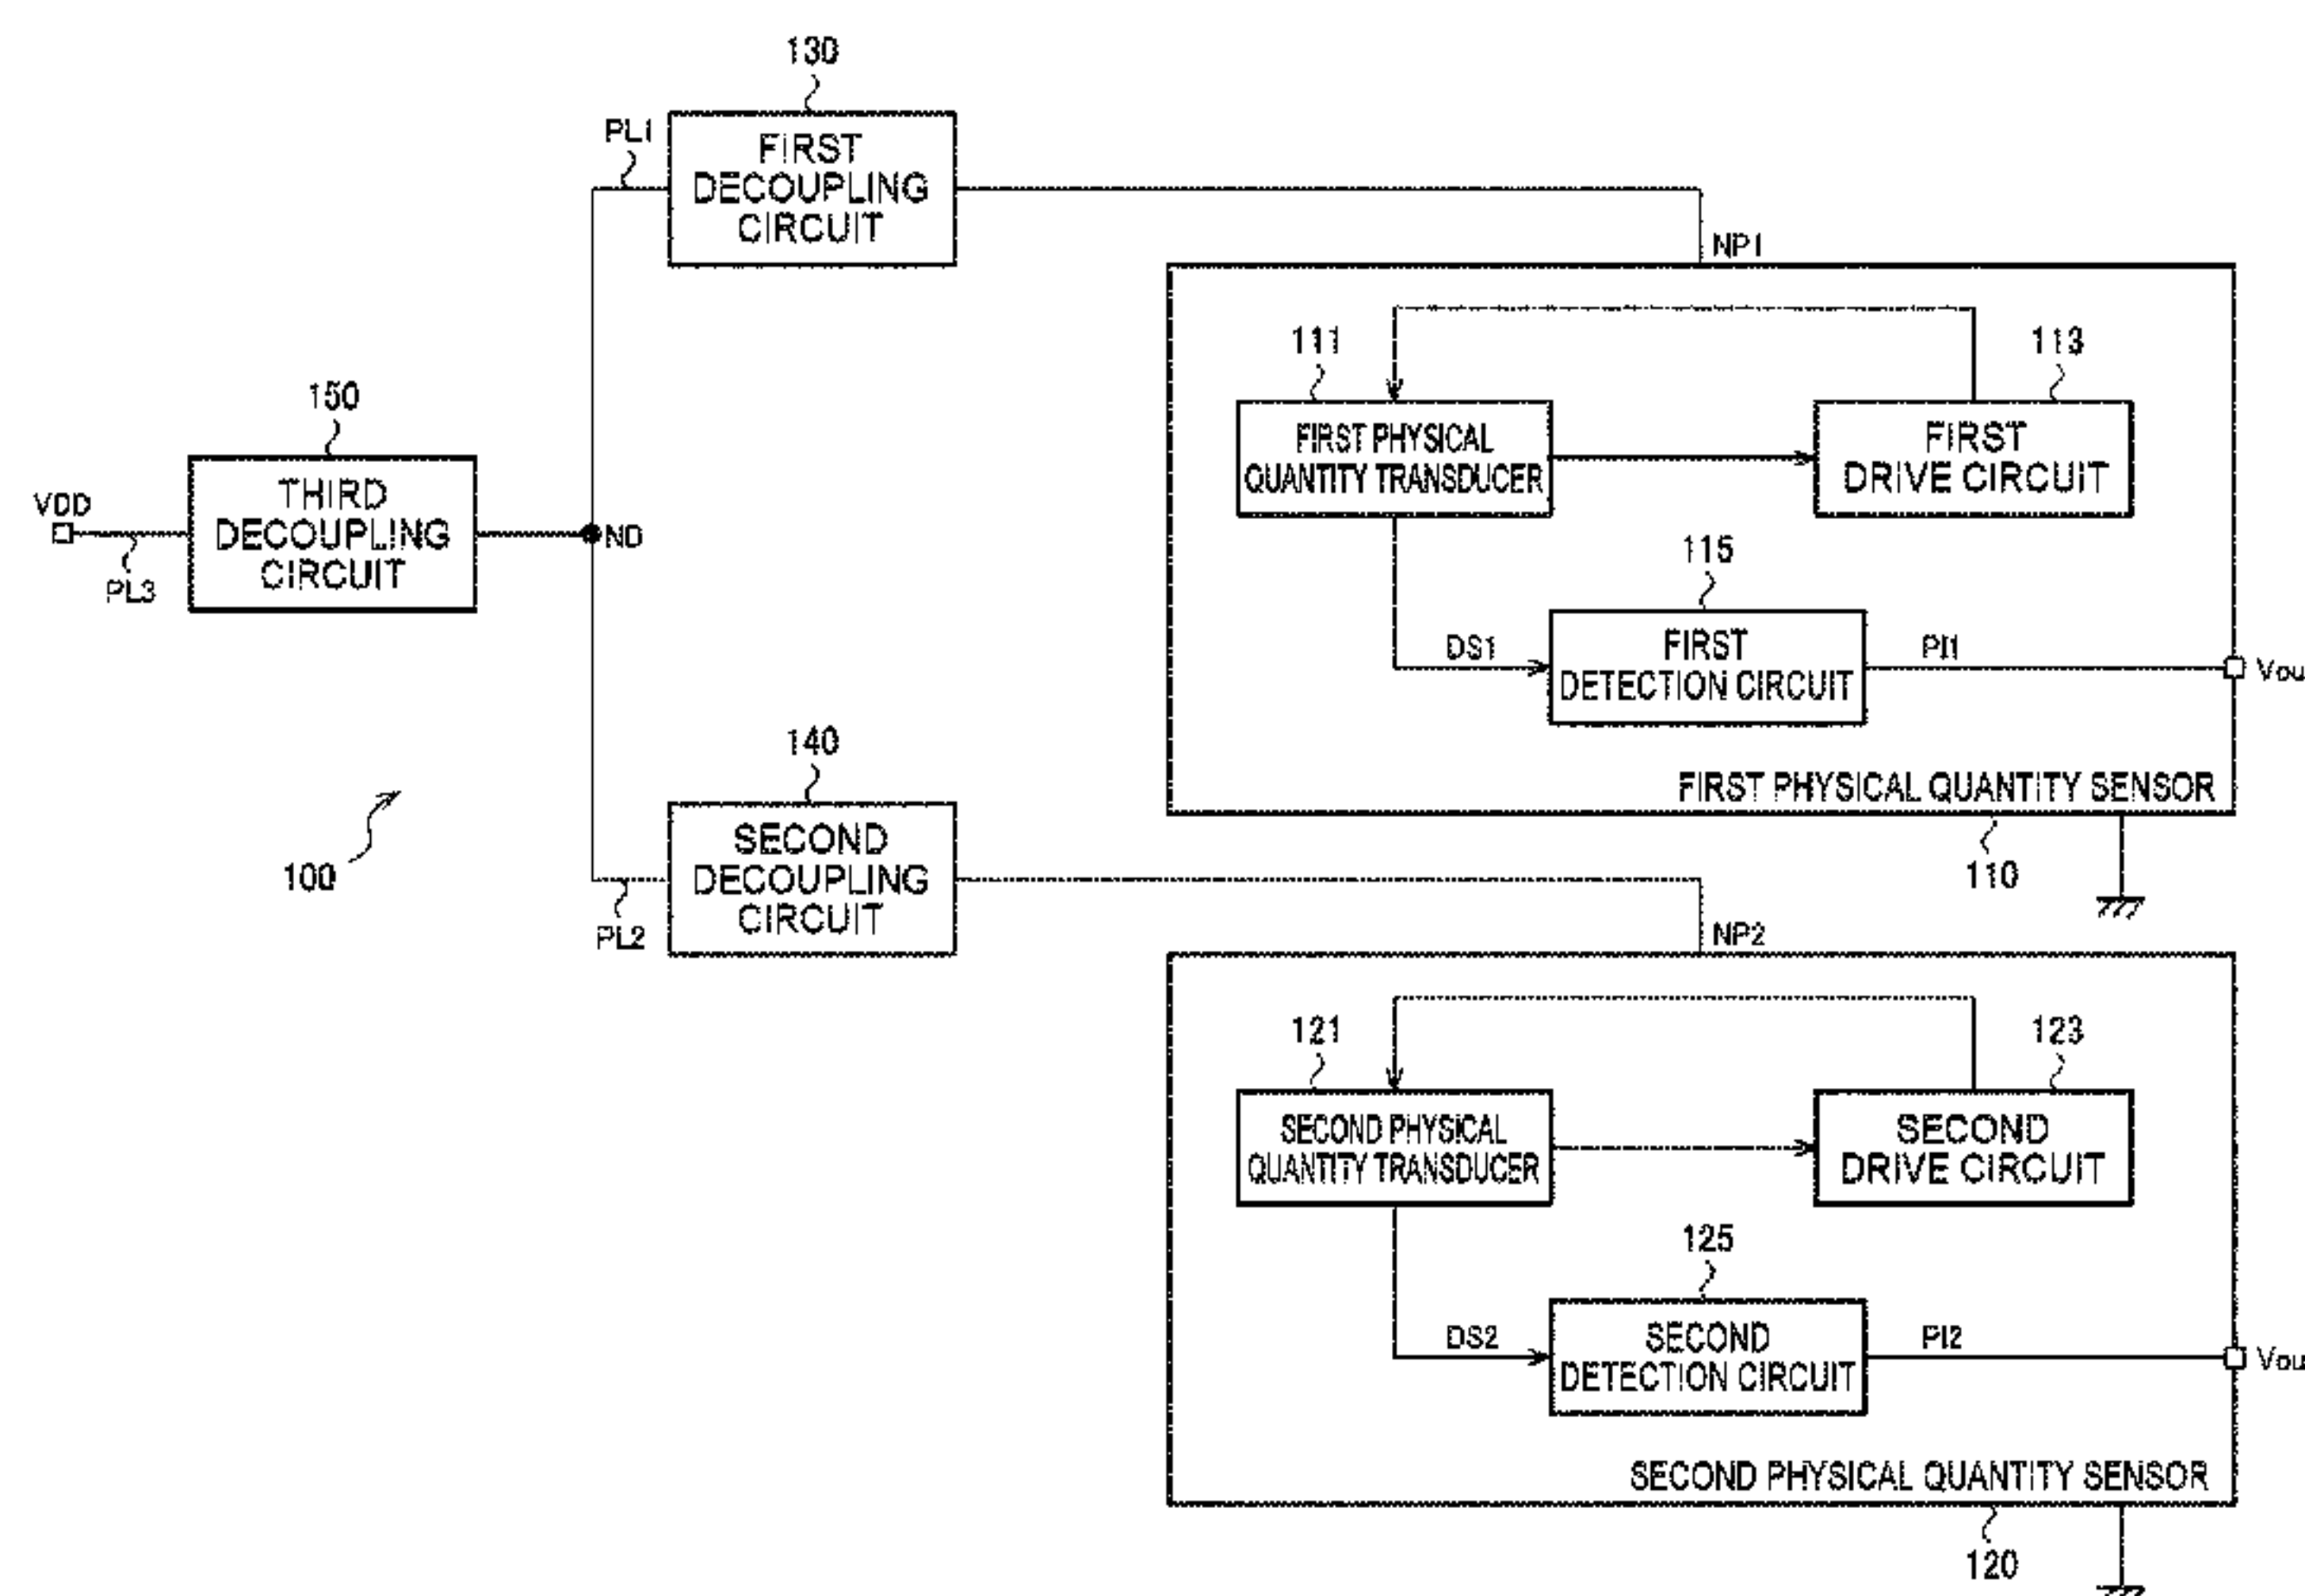 130
PL1
FIRST
DECOUPLING
CIRCUIT
NP1
150
VDD
THIRD
DECOUPLING
CIRCUIT
PL3
ND
111
113
FIRST PHYSICAL
QUANTITY TRANSDUCER
FIRST
DRIVE CIRCUIT
115
DS1
FIRST
DETECTION CIRCUIT
PI1
Vou
FIRST PHYSICAL QUANTITY SENSOR
110
100
140
SECOND
DECOUPLING
CIRCUIT
PL2
NP2
121
123
SECOND PHYSICAL
QUANTITY TRANSDUCER
SECOND
DRIVE CIRCUIT
125
DS2
SECOND
DETECTION CIRCUIT
PI2
Vou
SECOND PHYSICAL QUANTITY SENSOR
120